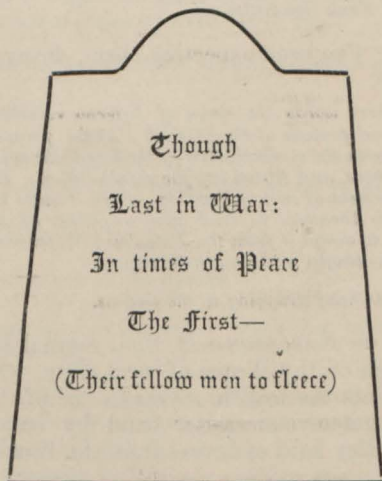 Though
Last in War:
In times of Peace
The First—
(Their fellow men to fleece)